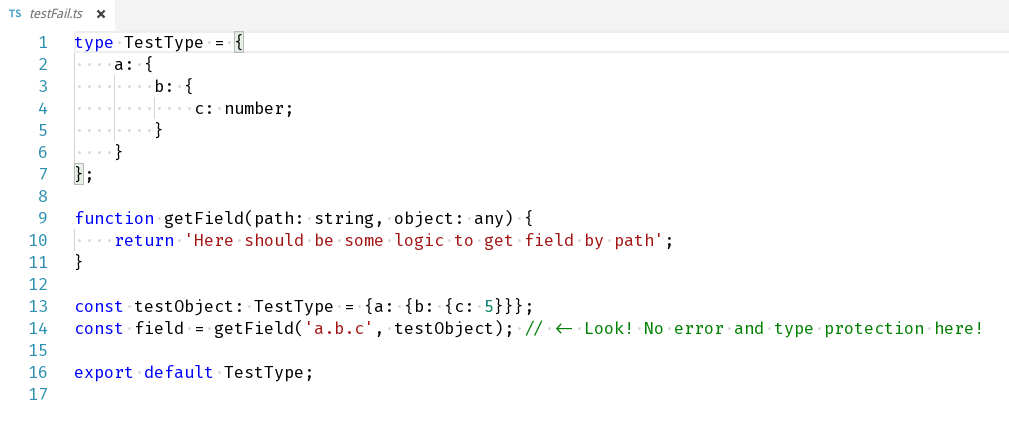 TS testFail.ts ×
1 type TestType = {
2     a: {
3         b: {
4             c: number;
5         }
6     }
7 };
8
9 function getField(path: string, object: any) {
10     return 'Here should be some logic to get field by path';
11 }
12
13 const testObject: TestType = {a: {b: {c: 5}}};
14 const field = getField('a.b.c', testObject); // <- Look! No error and type protection here!
15
16 export default TestType;
17